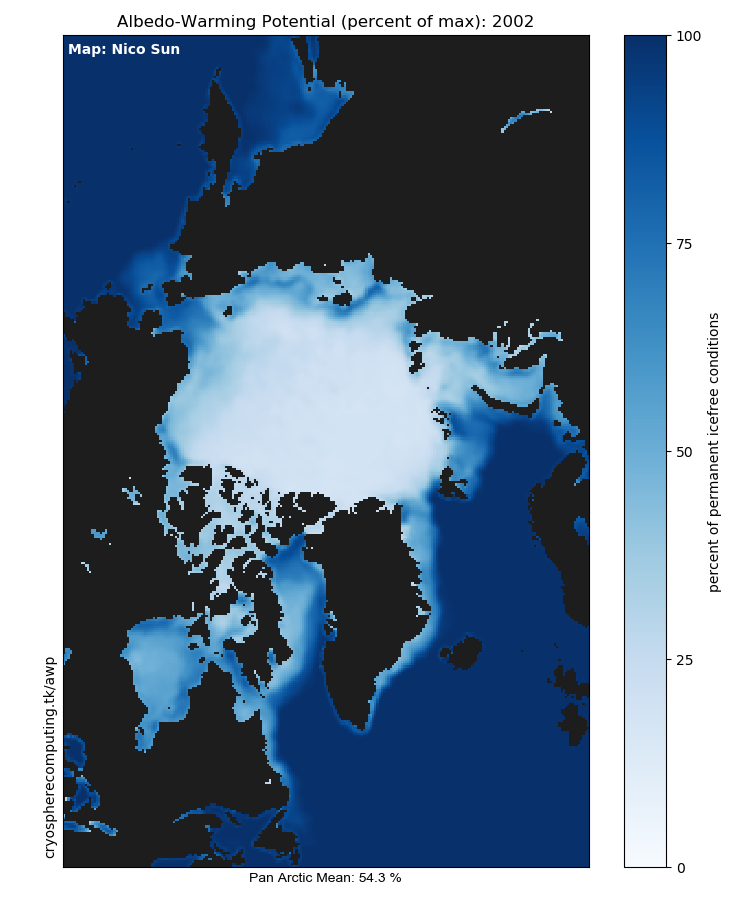 Albedo-Warming Potential (percent of max): 2002
Map: Nico Sun
100
75
50
25
0
percent of permanent icefree conditions
cryospherecomputing.tk/awp
Pan Arctic Mean: 54.3 %